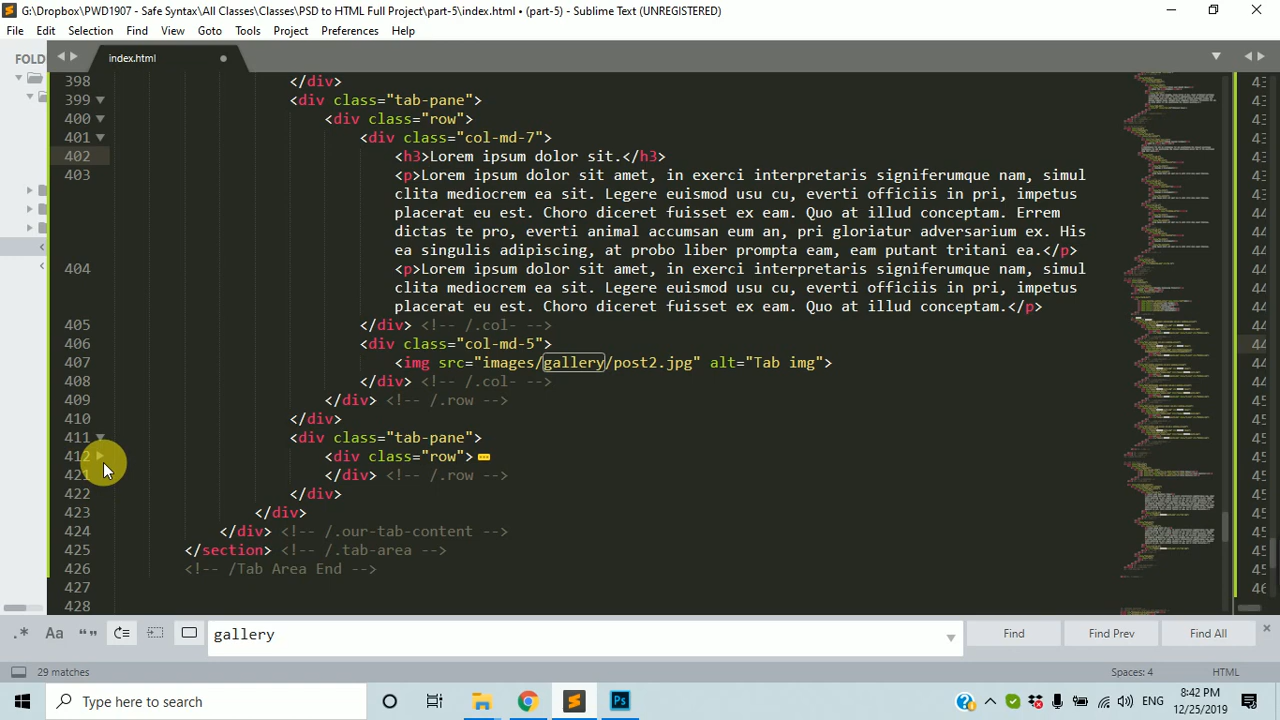 G:\Dropbox\PWD1907 - Safe Syntax\All Classes\Classes\PSD to HTML Full Project\part-5\index.html • (part-5) - Sublime Text (UNREGISTERED)
File Edit Selection Find View Goto Tools Project Preferences Help
FOLD
index.html
398 </div>
399 <div class="tab-pane">
400 <div class="row">
401 <div class="col-md-7">
402 <h3>Lorem ipsum dolor sit.</h3>
403 <p>Lorem ipsum dolor sit amet, in exerci interpretaris signiferumque nam, simul
clita mediocrem ea sit. Legere euismod usu cu, everti officiis in pri, impetus
placerat eu est. Choro diceret fuisset ex eam. Quo at illud conceptam. Errem
dictas et pro, everti animal accumsan eum an, pri gloriatur adversarium ex. His
ea singulis adipiscing, at probo liber prompta eam, eam putant tritani ea.</p>
404 <p>Lorem ipsum dolor sit amet, in exerci interpretaris signiferumque nam, simul
clita mediocrem ea sit. Legere euismod usu cu, everti officiis in pri, impetus
placerat eu est. Choro diceret fuisset ex eam. Quo at illud conceptam.</p>
405 </div> <!-- /.col- -->
406 <div class="col-md-5">
407 <img src="images/gallery/post2.jpg" alt="Tab img">
408 </div> <!-- /.col- -->
409 </div> <!-- /.row -->
410 </div>
411 <div class="tab-pane">
412 <div class="row">
421 </div> <!-- /.row -->
422 </div>
423 </div>
424 </div> <!-- /.our-tab-content -->
425 </section> <!-- /.tab-area -->
426 <!-- /Tab Area End -->
427
428
.* Aa “” gallery Find Find Prev Find All
29 matches Spaces: 4 HTML
Type here to search Ps ENG 8:42 PM
12/25/2019